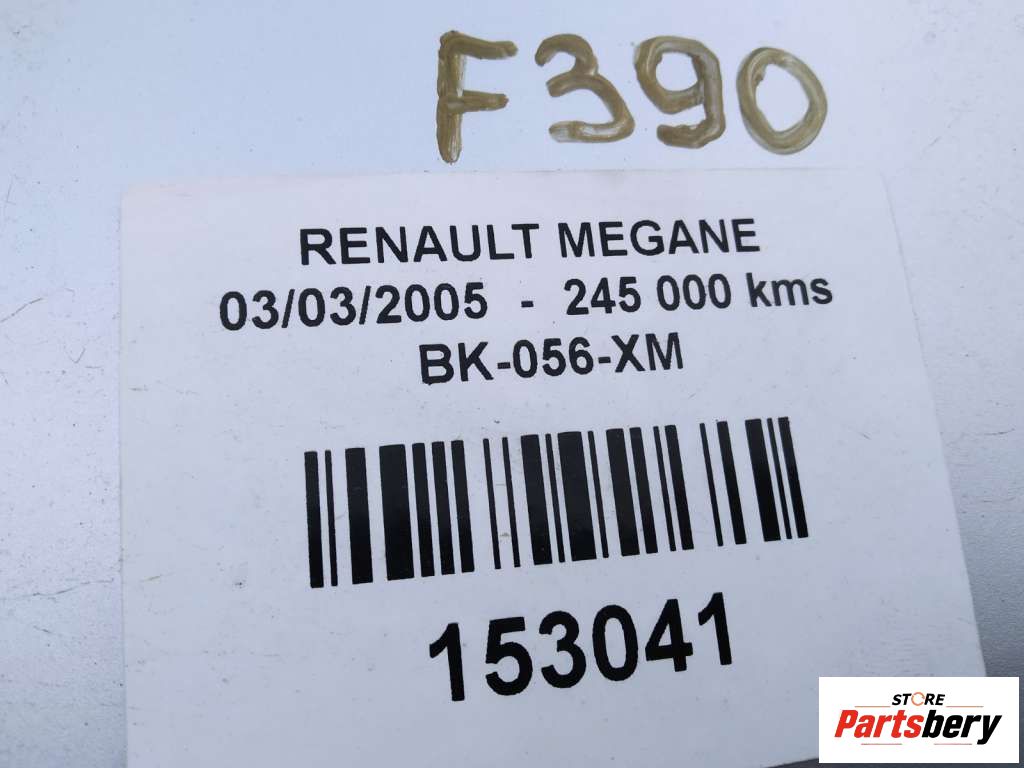 F390
RENAULT MEGANE
03/03/2005 - 245 000 kms
BK-056-XM
153041
STORE
Partsbery